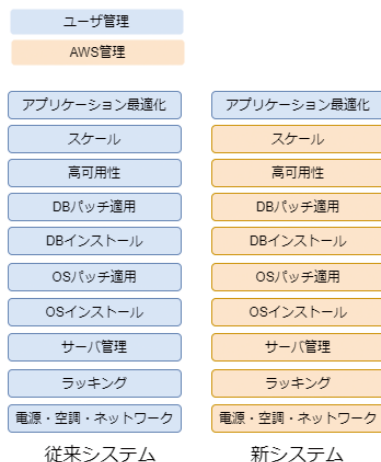 ユーザ管理
AWS管理
アプリケーション最適化
スケール
高可用性
DBパッチ適用
DBインストール
OSパッチ適用
OSインストール
サーバ管理
ラッキング
電源・空調・ネットワーク
従来システム
アプリケーション最適化
スケール
高可用性
DBパッチ適用
DBインストール
OSパッチ適用
OSインストール
サーバ管理
ラッキング
電源・空調・ネットワーク
新システム